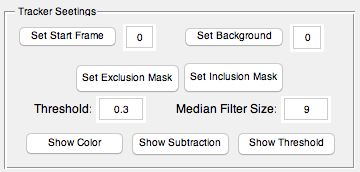 Tracker Seetings
Set Start Frame 0 Set Background 0
Set Exclusion Mask Set Inclusion Mask
Threshold: 0.3 Median Filter Size: 9
Show Color Show Subtraction Show Threshold